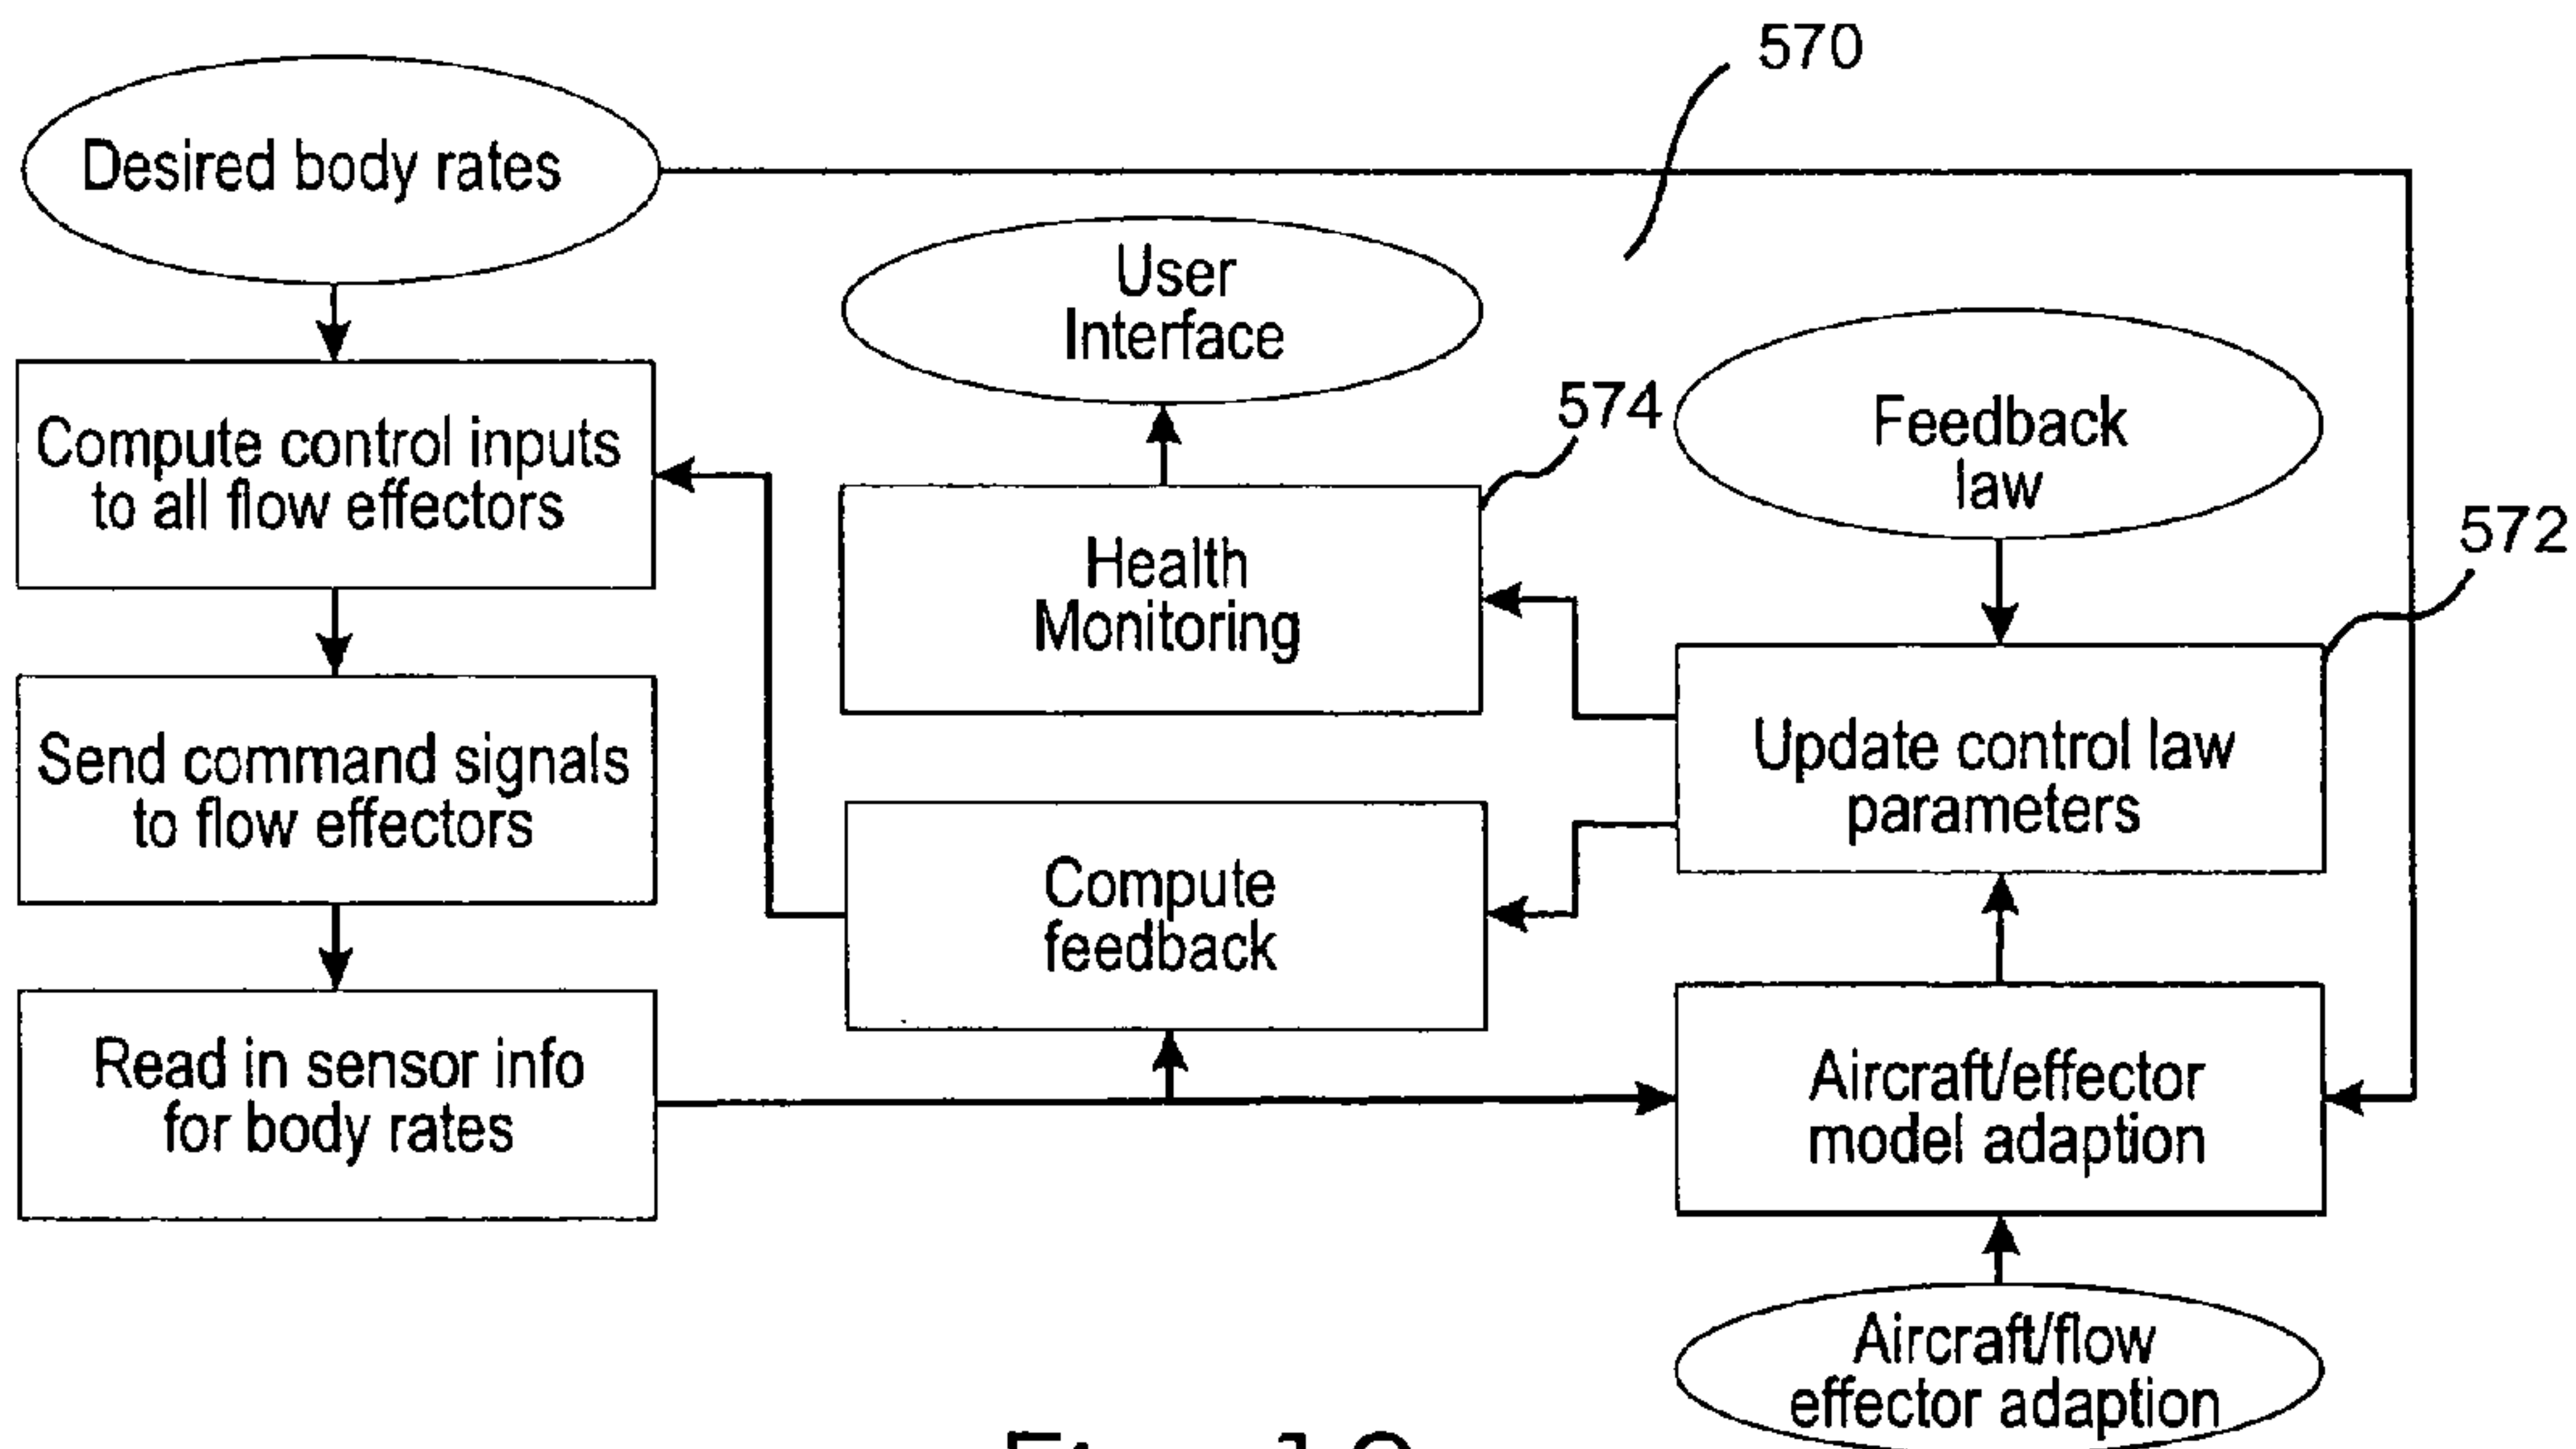 570
Desired body rates
User
Interface
Feedback
law
574
572
Compute control inputs
to all flow effectors
Health
Monitoring
Update control law
parameters
Send command signals
to flow effectors
Compute
feedback
Read in sensor info
for body rates
Aircraft/effector
model adaption
Aircraft/flow
effector adaption